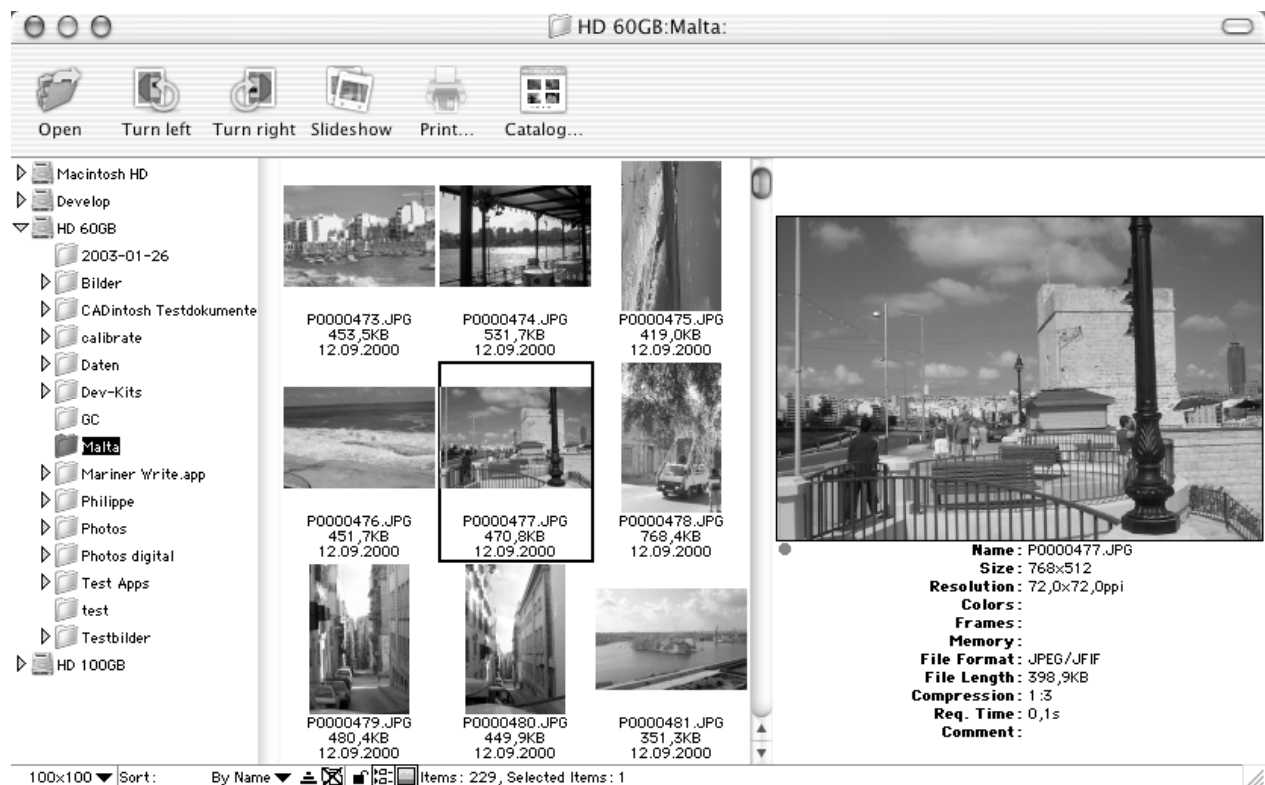 HD 60GB:Malta:
Open Turn left Turn right Slideshow Print... Catalog...
Macintosh HD
Develop
HD 60GB
2003-01-26
Bilder
CADintosh Testdokumente
calibrate
Daten
Dev-Kits
GC
Malta
Mariner Write.app
Philippe
Photos
Photos digital
Test Apps
test
Testbilder
HD 100GB
P0000473.JPG P0000474.JPG P0000475.JPG
453,5KB 531,7KB 419,0KB
12.09.2000 12.09.2000 12.09.2000
P0000476.JPG P0000477.JPG P0000478.JPG
451,7KB 470,8KB 768,4KB
12.09.2000 12.09.2000 12.09.2000
P0000479.JPG P0000480.JPG P0000481.JPG
480,4KB 449,9KB 351,3KB
12.09.2000 12.09.2000 12.09.2000
Name: P0000477.JPG
Size: 768x512
Resolution: 72,0x72,0ppi
Colors:
Frames:
Memory:
File Format: JPEG/JFIF
File Length: 398,9KB
Compression: 1:3
Req. Time: 0,1s
Comment:
100x100 Sort: By Name Items: 229, Selected Items: 1